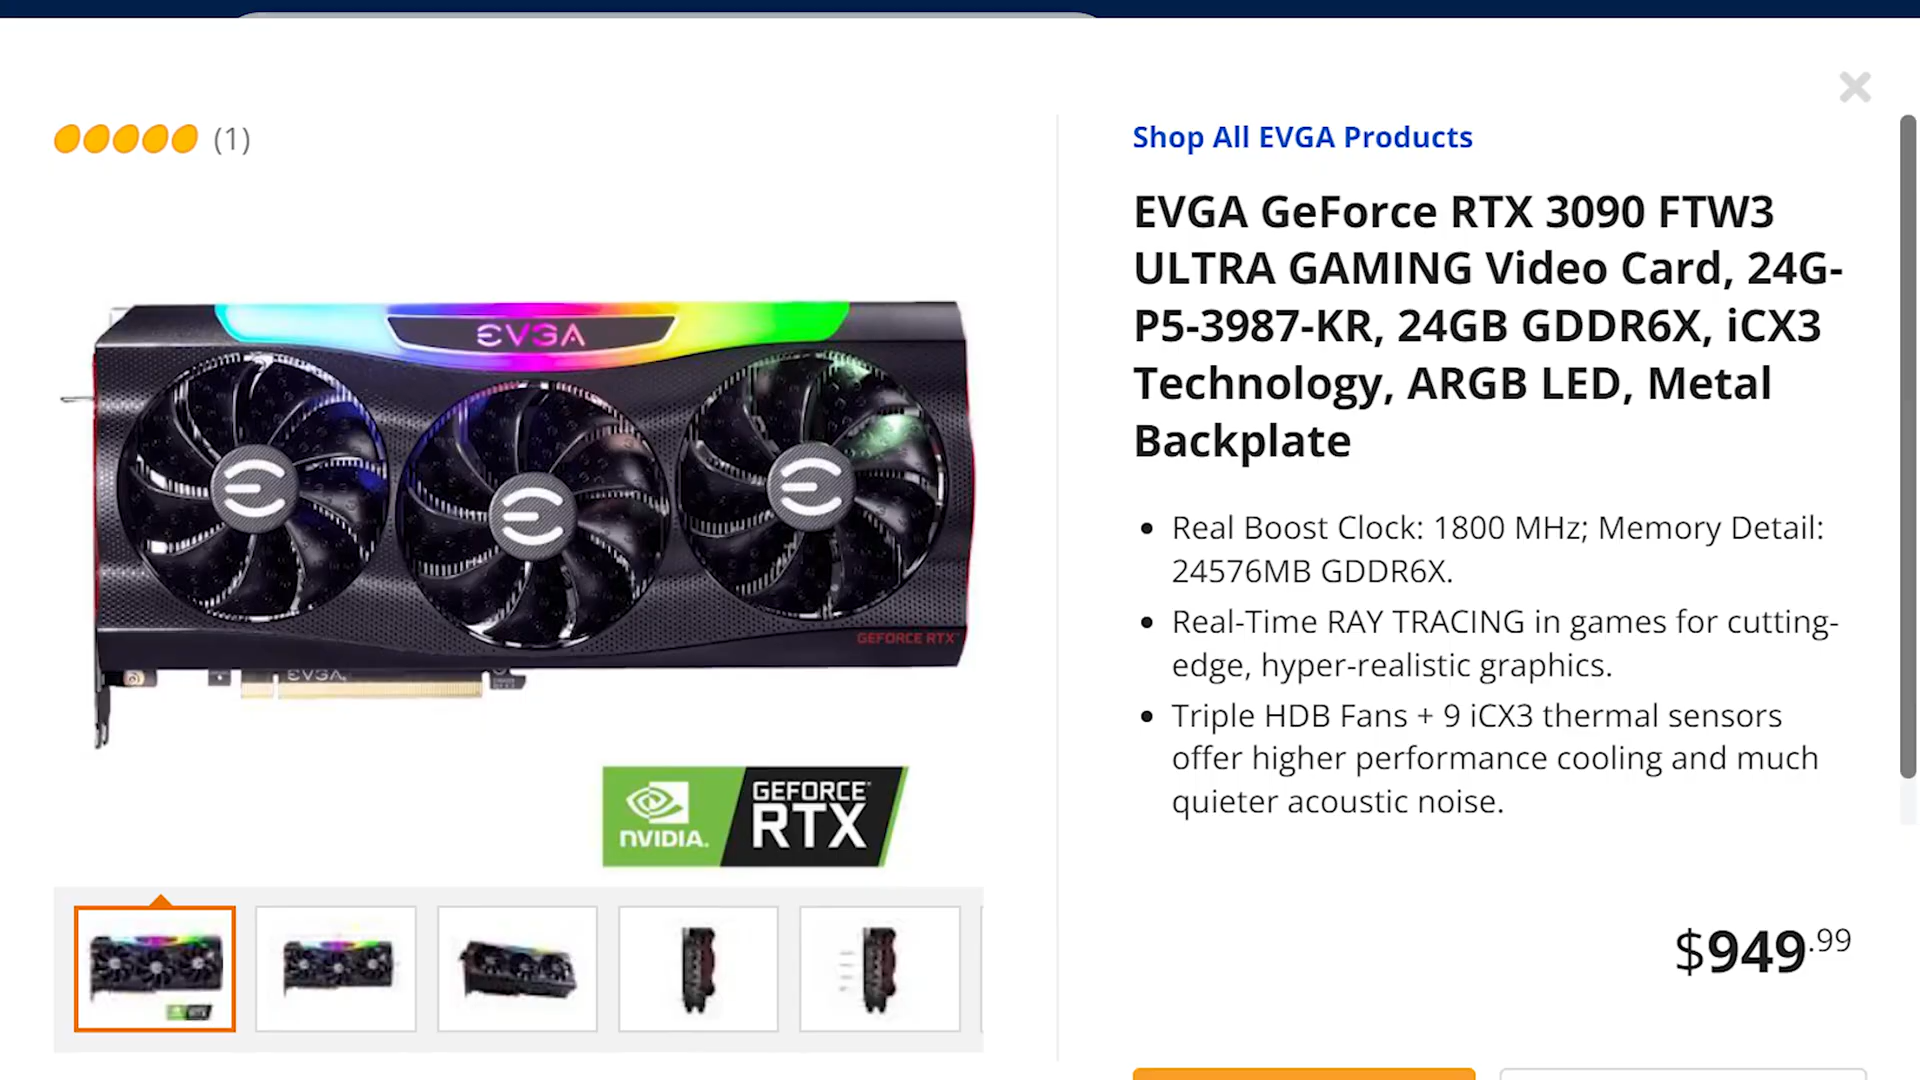 (1)
EVGA
GEFORCE RTX
EVGA
NVIDIA.
GEFORCE
RTX
Shop All EVGA Products
EVGA GeForce RTX 3090 FTW3
ULTRA GAMING Video Card, 24G-
P5-3987-KR, 24GB GDDR6X, iCX3
Technology, ARGB LED, Metal
Backplate
• Real Boost Clock: 1800 MHz; Memory Detail:
24576MB GDDR6X.
• Real-Time RAY TRACING in games for cutting-
edge, hyper-realistic graphics.
• Triple HDB Fans + 9 iCX3 thermal sensors
offer higher performance cooling and much
quieter acoustic noise.
$949.99